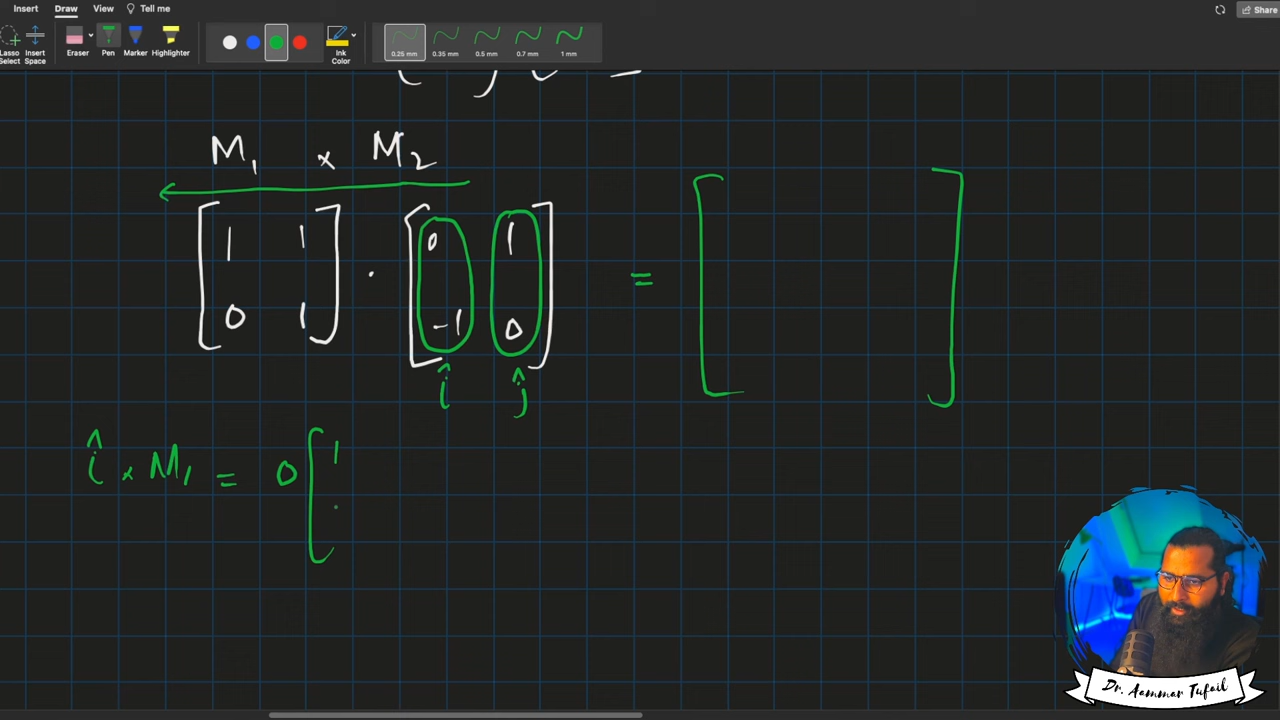 Insert Draw View Tell me
Share
Lasso Select Insert Space Eraser Pen Marker Highlighter Ink Color 0.25 mm 0.35 mm 0.5 mm 0.7 mm 1 mm
M₁ × M₂
[1 1] · [0 1] = [ ]
[0 1] [-1 0]
î ĵ
î × M₁ = 0 [1
Dr. Aammar Tufail